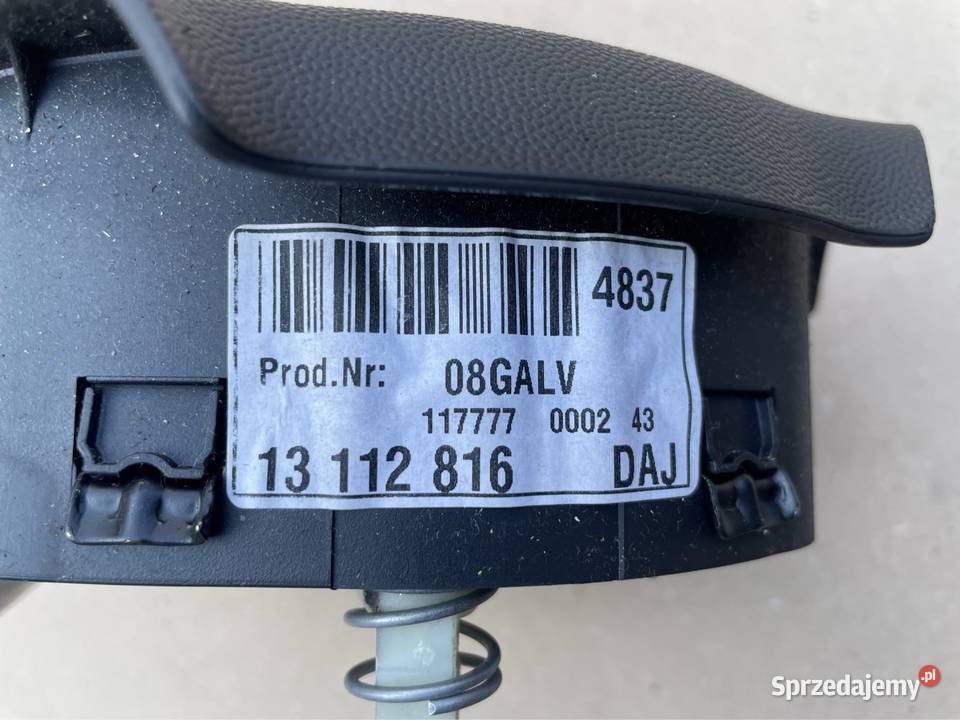 4837
Prod.Nr: 08GALV
117777 0002 43
13 112 816 DAJ
Sprzedajemy.pl